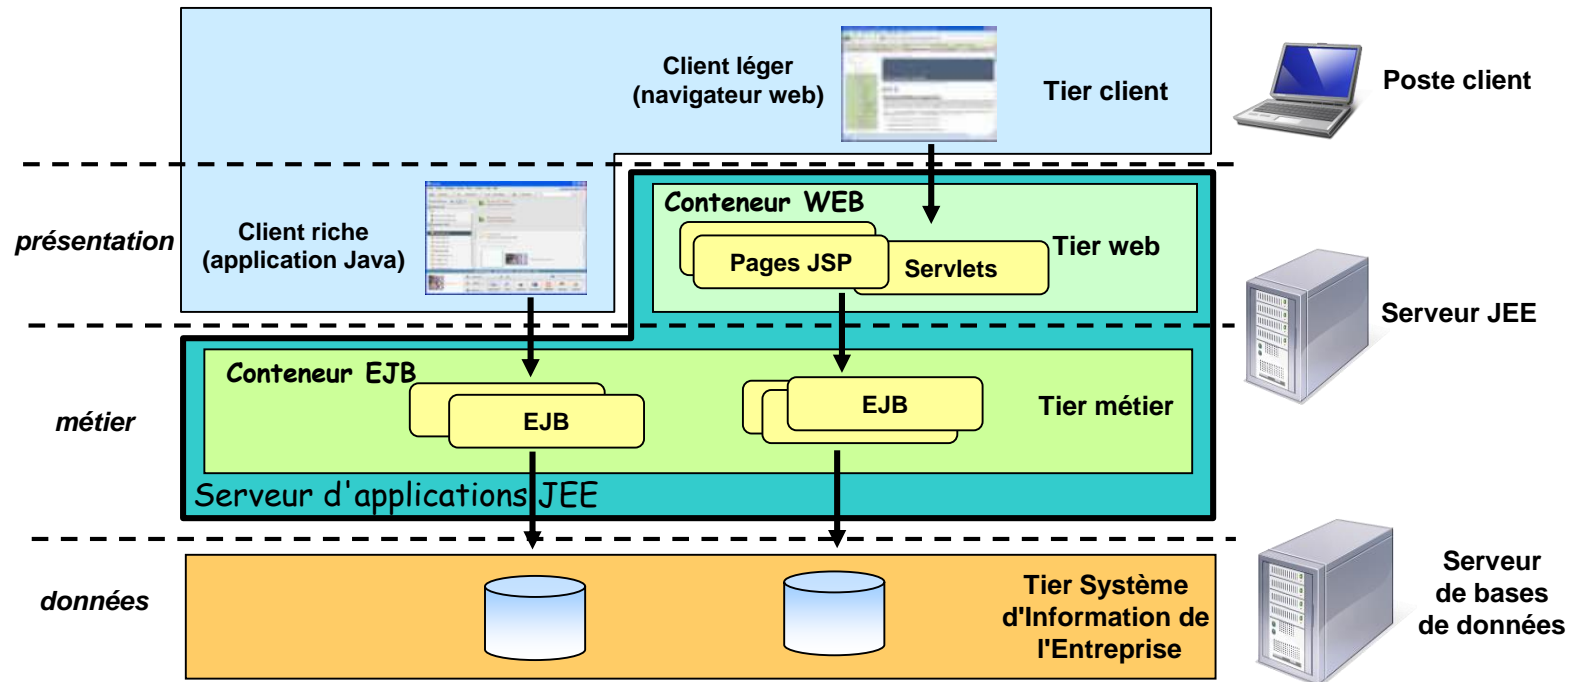 Client léger
(navigateur web)
Tier client
Poste client
présentation
Client riche
(application Java)
Conteneur WEB
Pages JSP
Servlets
Tier web
Serveur JEE
métier
Conteneur EJB
EJB
EJB
Tier métier
Serveur d'applications JEE
données
Tier Système
d'Information de
l'Entreprise
Serveur
de bases
de données